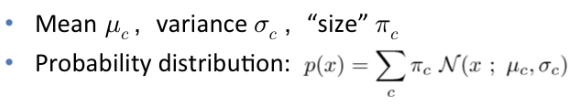 • Mean μ_c , variance σ_c , “size” π_c
• Probability distribution: p(x) = ∑_c π_c 𝒩(x ; μ_c, σ_c)